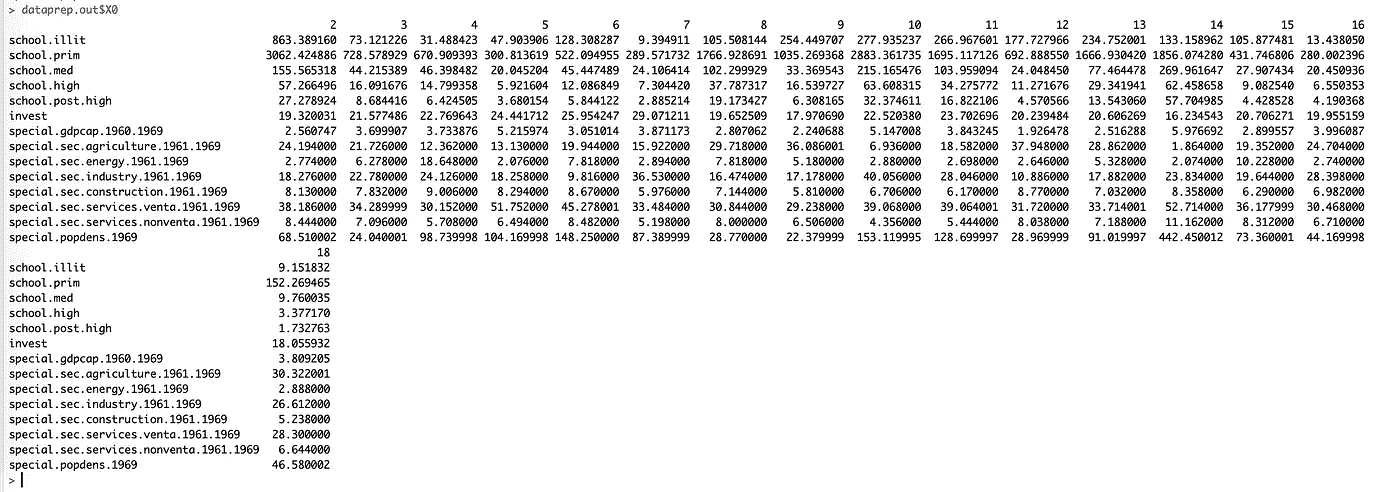 > dataprep.out$X0
2 3 4 5 6 7 8 9 10 11 12 13 14 15 16
school.illit 863.389160 73.121226 31.488423 47.903906 128.308287 9.394911 105.508144 254.449707 277.935237 266.967601 177.727966 234.752001 133.158962 105.877481 13.438050
school.prim 3062.424886 728.578929 670.909393 300.813619 522.094955 289.571732 1766.928691 1035.269368 2883.361735 1695.117126 692.888550 1666.930420 1856.074280 431.746806 280.002396
school.med 155.565318 44.215389 46.398482 20.045204 45.447489 24.106414 102.299929 33.369543 215.165476 103.959094 24.048450 77.464478 269.961647 27.907434 20.450936
school.high 57.266496 16.091676 14.799358 5.921604 12.086849 7.304420 37.787317 16.539727 63.608315 34.275772 11.271676 29.341941 62.458658 9.082540 6.550353
school.post.high 27.278924 8.684416 6.424505 3.680154 5.844122 2.885214 19.173427 6.308165 32.374611 16.822106 4.570566 13.543060 57.704985 4.428528 4.190368
invest 19.320031 21.577486 22.769643 24.441712 25.954247 29.071211 19.652509 17.970690 22.520380 23.702696 20.239484 20.606269 16.234543 20.706271 19.955159
special.gdpcap.1960.1969 2.560747 3.699907 3.733876 5.215974 3.051014 3.871173 2.807062 2.240688 5.147008 3.843245 1.926478 2.516288 5.976692 2.899557 3.996087
special.sec.agriculture.1961.1969 24.194000 21.726000 12.362000 13.130000 19.944000 15.922000 29.718000 36.086001 6.936000 18.582000 37.948000 28.862000 1.864000 19.352000 24.704000
special.sec.energy.1961.1969 2.774000 6.278000 18.648000 2.076000 7.818000 2.894000 7.818000 5.180000 2.880000 2.698000 2.646000 5.328000 2.074000 10.228000 2.740000
special.sec.industry.1961.1969 18.276000 22.780000 24.126000 18.258000 9.816000 36.530000 16.474000 17.178000 40.056000 28.046000 10.886000 17.882000 23.834000 19.644000 28.398000
special.sec.construction.1961.1969 8.130000 7.832000 9.006000 8.294000 8.670000 5.976000 7.144000 5.810000 6.706000 6.170000 8.770000 7.032000 8.358000 6.290000 6.982000
special.sec.services.venta.1961.1969 38.186000 34.289999 30.152000 51.752000 45.278001 33.484000 30.844000 29.238000 39.068000 39.064001 31.720000 33.714001 52.714000 36.177999 30.468000
special.sec.services.nonventa.1961.1969 8.444000 7.096000 5.708000 6.494000 8.482000 5.198000 8.000000 6.506000 4.356000 5.444000 8.038000 7.188000 11.162000 8.312000 6.710000
special.popdens.1969 68.510002 24.040001 98.739998 104.169998 148.250000 87.389999 28.770000 22.379999 153.119995 128.699997 28.969999 91.019997 442.450012 73.360001 44.169998
18
school.illit 9.151832
school.prim 152.269465
school.med 9.760035
school.high 3.377170
school.post.high 1.732763
invest 18.055932
special.gdpcap.1960.1969 3.809205
special.sec.agriculture.1961.1969 30.322001
special.sec.energy.1961.1969 2.888000
special.sec.industry.1961.1969 26.612000
special.sec.construction.1961.1969 5.238000
special.sec.services.venta.1961.1969 28.300000
special.sec.services.nonventa.1961.1969 6.644000
special.popdens.1969 46.580002
>